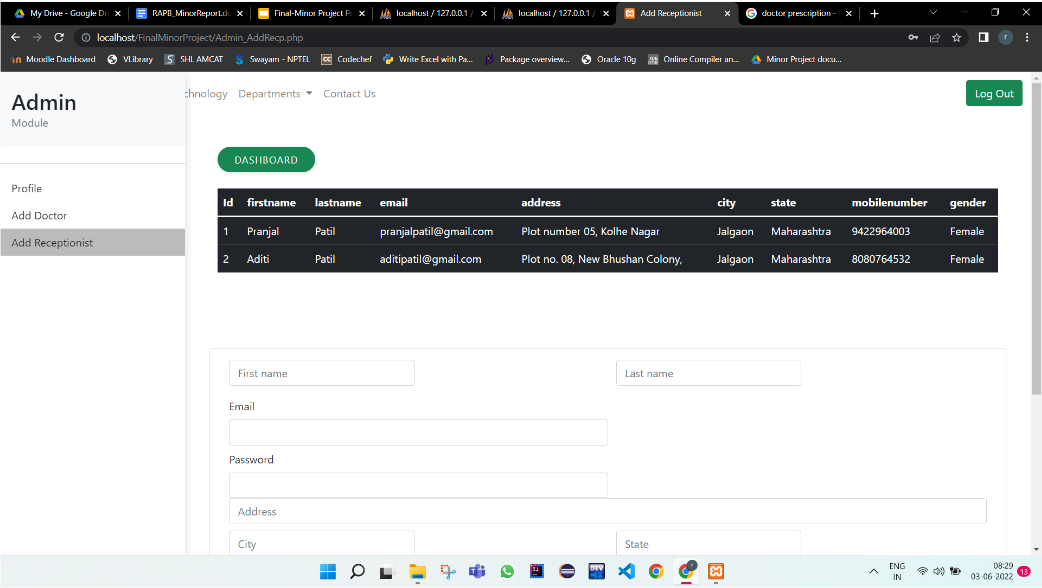 My Drive - Google Dr
RAPB_MinorReport.do
Final-Minor Project P
localhost / 127.0.0.1 /
localhost / 127.0.0.1 /
Add Receptionist
doctor prescription -
localhost/FinalMinorProject/Admin_AddRecp.php
Moodle Dashboard
VLibrary
SHL AMCAT
Swayam - NPTEL
Codechef
Write Excel with Pa...
Package overview...
Oracle 10g
Online Compiler an...
Minor Project docu...
Admin
Module
chnology Departments Contact Us
Log Out
Profile
Add Doctor
Add Receptionist
DASHBOARD
Id firstname lastname email address city state mobilenumber gender
1 Pranjal Patil pranjalpatil@gmail.com Plot number 05, Kolhe Nagar Jalgaon Maharashtra 9422964003 Female
2 Aditi Patil aditipatil@gmail.com Plot no. 08, New Bhushan Colony, Jalgaon Maharashtra 8080764532 Female
First name
Last name
Email
Password
Address
City
State
ENG
IN
08:29
03-06-2022
13